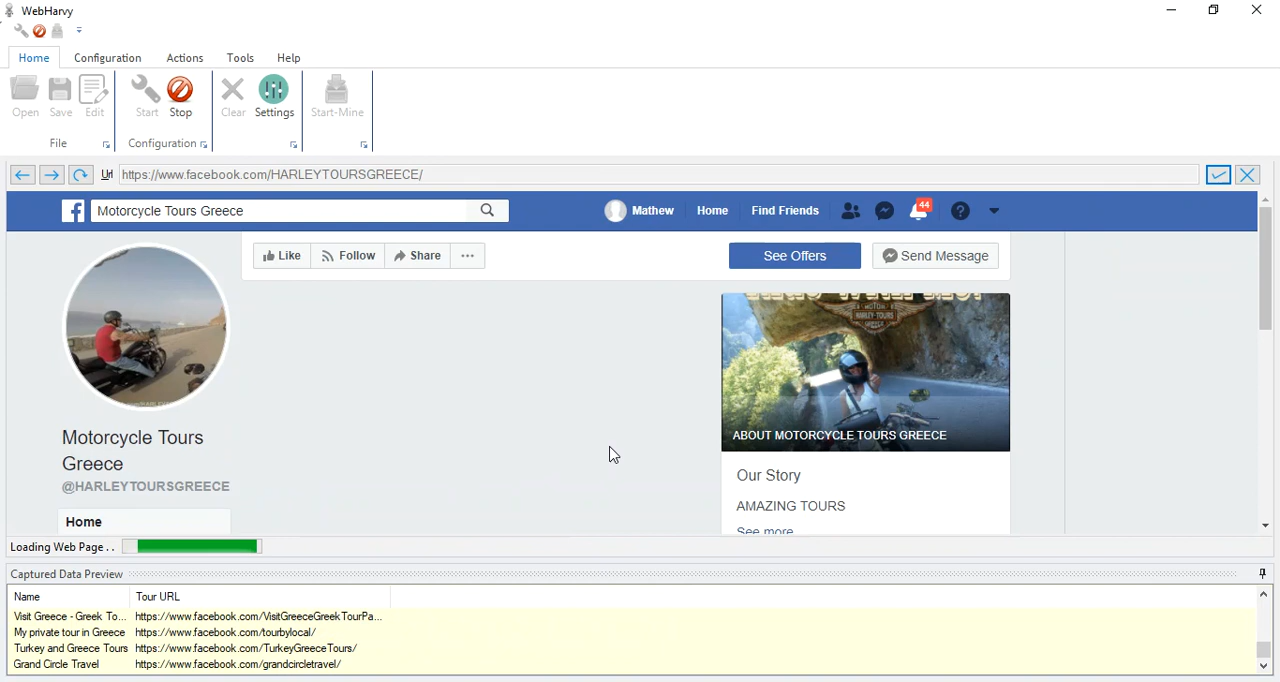 WebHarvy
Home Configuration Actions Tools Help
Open Save Edit Start Stop Clear Settings Start-Mine
File Configuration
Url https://www.facebook.com/HARLEYTOURSGREECE/
Motorcycle Tours Greece Mathew Home Find Friends 44
Like Follow Share See Offers Send Message
ABOUT MOTORCYCLE TOURS GREECE
Motorcycle Tours
Greece
@HARLEYTOURSGREECE
Home
Our Story
AMAZING TOURS
See more
Loading Web Page . .
Captured Data Preview
Name Tour URL
Visit Greece - Greek To... https://www.facebook.com/VisitGreeceGreekTourPa...
My private tour in Greece https://www.facebook.com/tourbylocal/
Turkey and Greece Tours https://www.facebook.com/TurkeyGreeceTours/
Grand Circle Travel https://www.facebook.com/grandcircletravel/